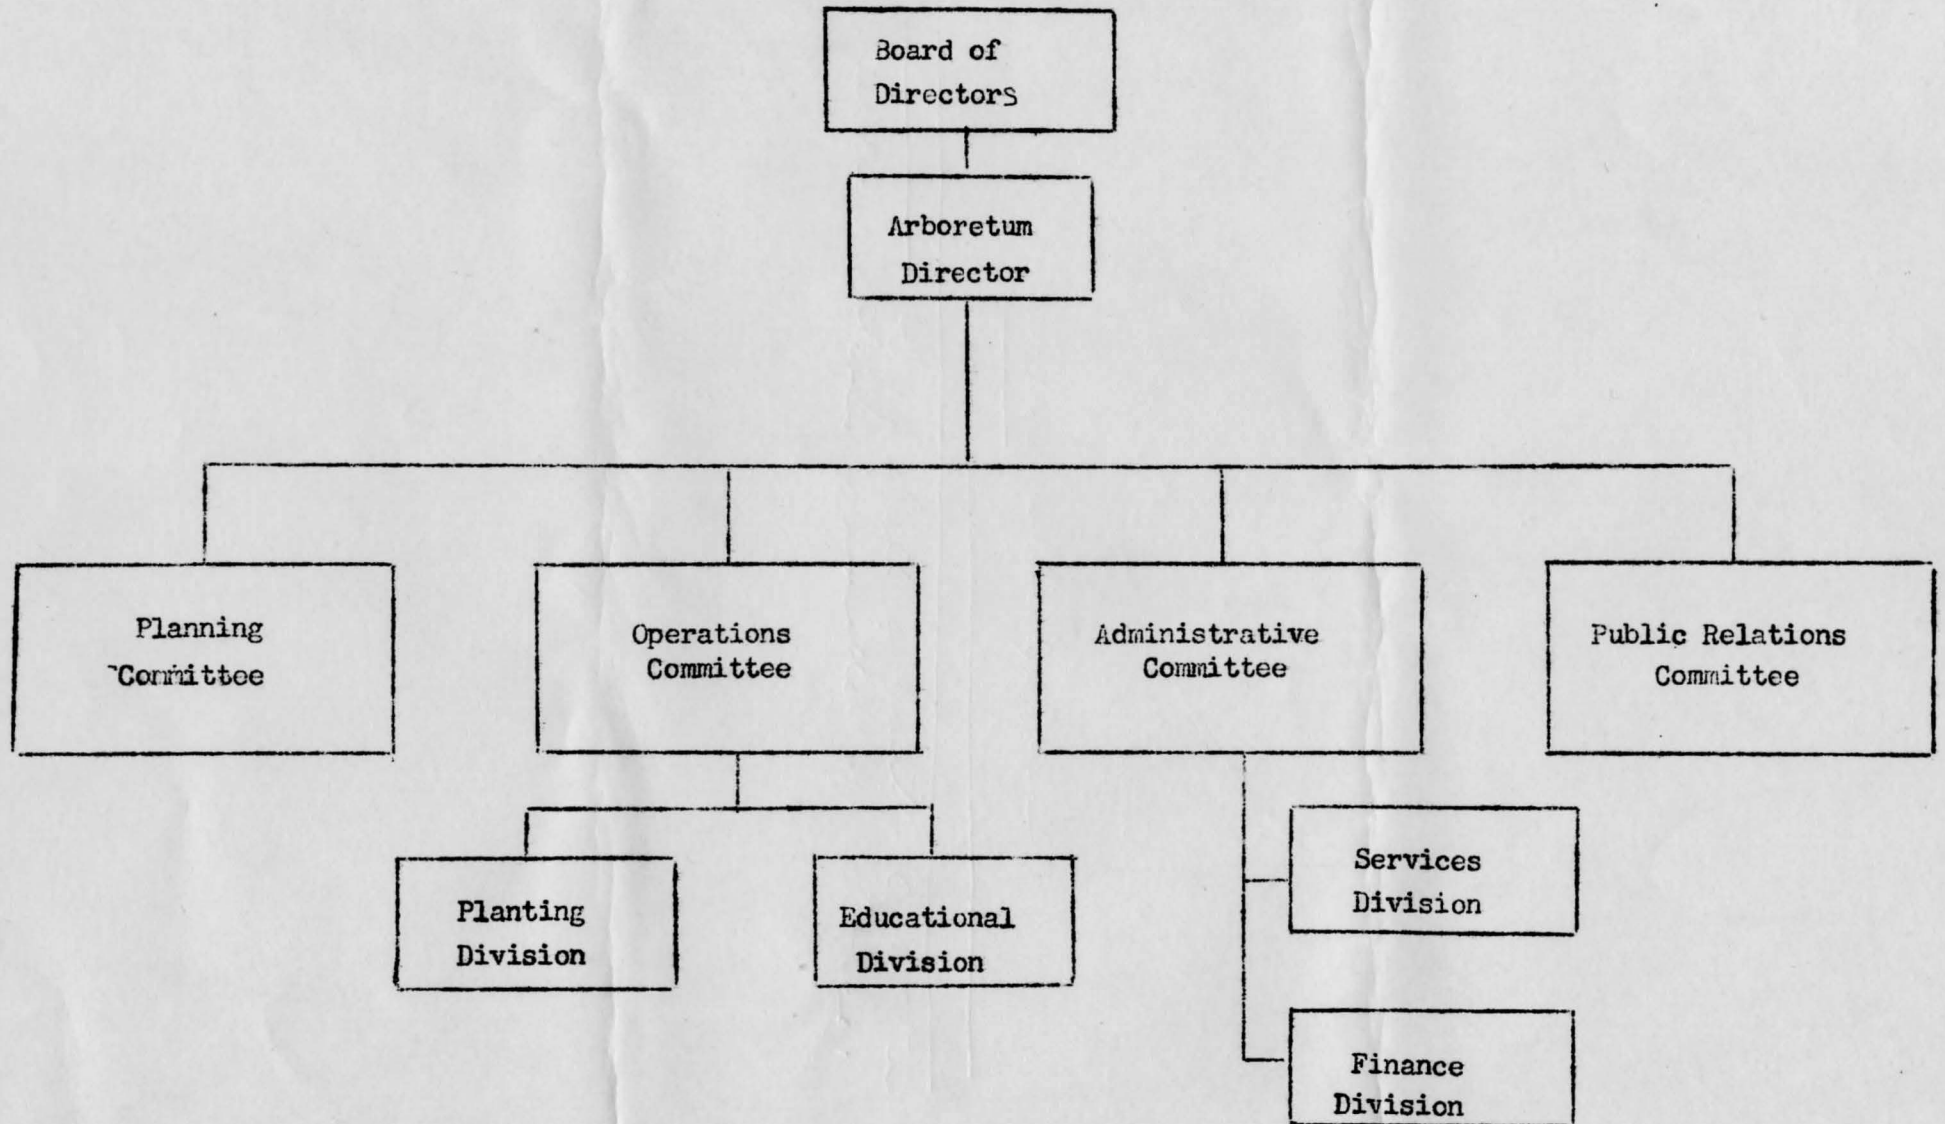 Board of
Directors
Arboretum
Director
Planning
Committee
Operations
Committee
Administrative
Committee
Public Relations
Committee
Planting
Division
Educational
Division
Services
Division
Finance
Division